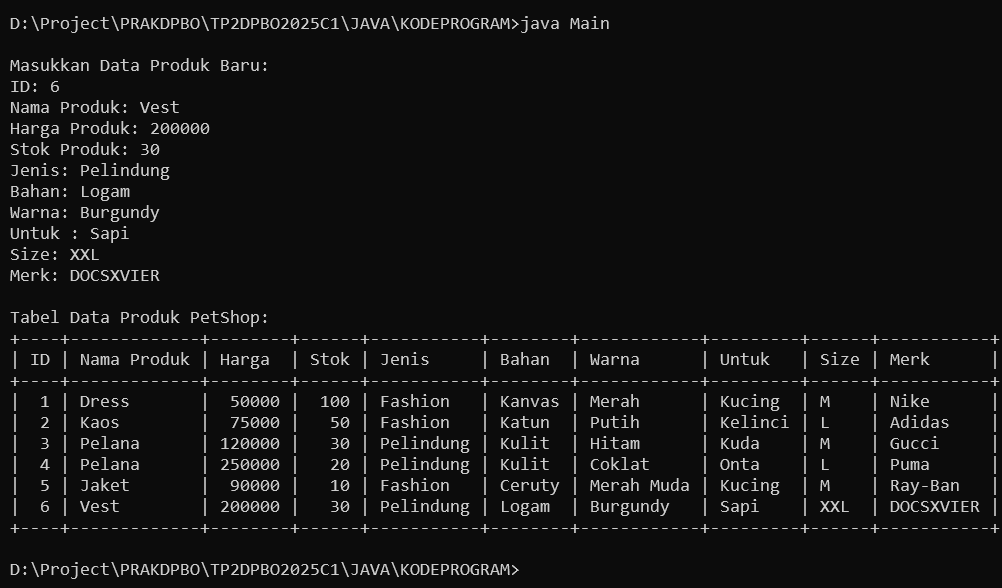 D:\Project\PRAKDPBO\TP2DPBO2025C1\JAVA\KODEPROGRAM>java Main

Masukkan Data Produk Baru:
ID: 6
Nama Produk: Vest
Harga Produk: 200000
Stok Produk: 30
Jenis: Pelindung
Bahan: Logam
Warna: Burgundy
Untuk : Sapi
Size: XXL
Merk: DOCSXVIER

Tabel Data Produk PetShop:
+----+-------------+--------+------+-----------+--------+------------+---------+------+-----------+
| ID | Nama Produk | Harga  | Stok | Jenis     | Bahan  | Warna      | Untuk   | Size | Merk      |
+----+-------------+--------+------+-----------+--------+------------+---------+------+-----------+
|  1 | Dress       |  50000 |  100 | Fashion   | Kanvas | Merah      | Kucing  | M    | Nike      |
|  2 | Kaos        |  75000 |   50 | Fashion   | Katun  | Putih      | Kelinci | L    | Adidas    |
|  3 | Pelana      | 120000 |   30 | Pelindung | Kulit  | Hitam      | Kuda    | M    | Gucci     |
|  4 | Pelana      | 250000 |   20 | Pelindung | Kulit  | Coklat     | Onta    | L    | Puma      |
|  5 | Jaket       |  90000 |   10 | Fashion   | Ceruty | Merah Muda | Kucing  | M    | Ray-Ban   |
|  6 | Vest        | 200000 |   30 | Pelindung | Logam  | Burgundy   | Sapi    | XXL  | DOCSXVIER |
+----+-------------+--------+------+-----------+--------+------------+---------+------+-----------+

D:\Project\PRAKDPBO\TP2DPBO2025C1\JAVA\KODEPROGRAM>